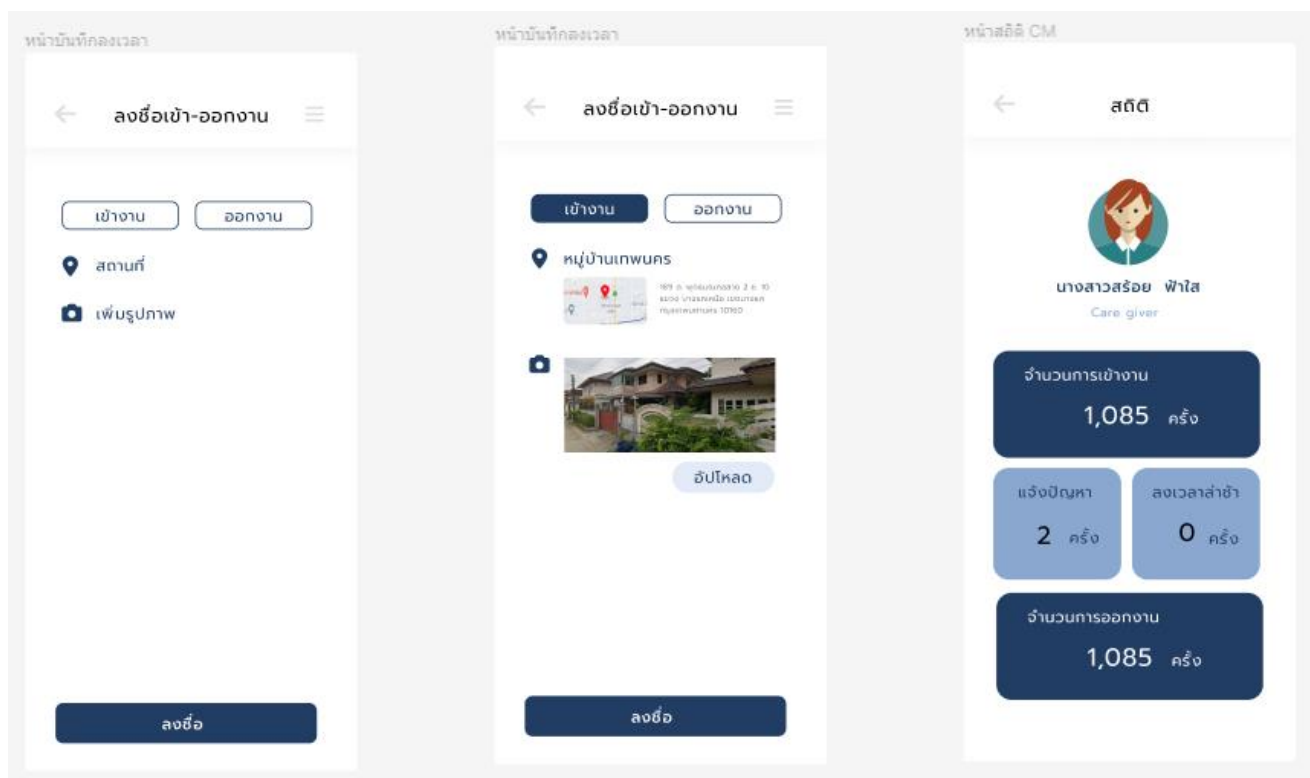 หน้าบันทึกลงเวลา
ลงชื่อเข้า-ออกงาน
เข้างาน
ออกงาน
สถานที่
เพิ่มรูปภาพ
ลงชื่อ
หน้าบันทึกลงเวลา
ลงชื่อเข้า-ออกงาน
เข้างาน
ออกงาน
หมู่บ้านเทพนคร
อัปโหลด
ลงชื่อ
หน้าสถิติ CM
สถิติ
นางสาวสร้อย ฟ้าใส
Care giver
จำนวนการเข้างาน
1,085 ครั้ง
แจ้งปัญหา
2 ครั้ง
ลงเวลาล่าช้า
0 ครั้ง
จำนวนการออกงาน
1,085 ครั้ง